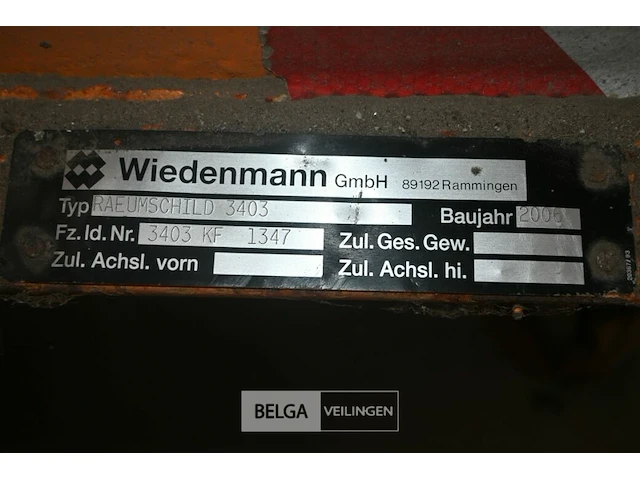 Wiedenmann GmbH 89192 Rammingen
Typ RAEUMSCHILD 3403 Baujahr 2006
Fz. Id. Nr. 3403 KF 1347 Zul. Ges. Gew.
Zul. Achsl. vorn Zul. Achsl. hi.
BELGA VEILINGEN